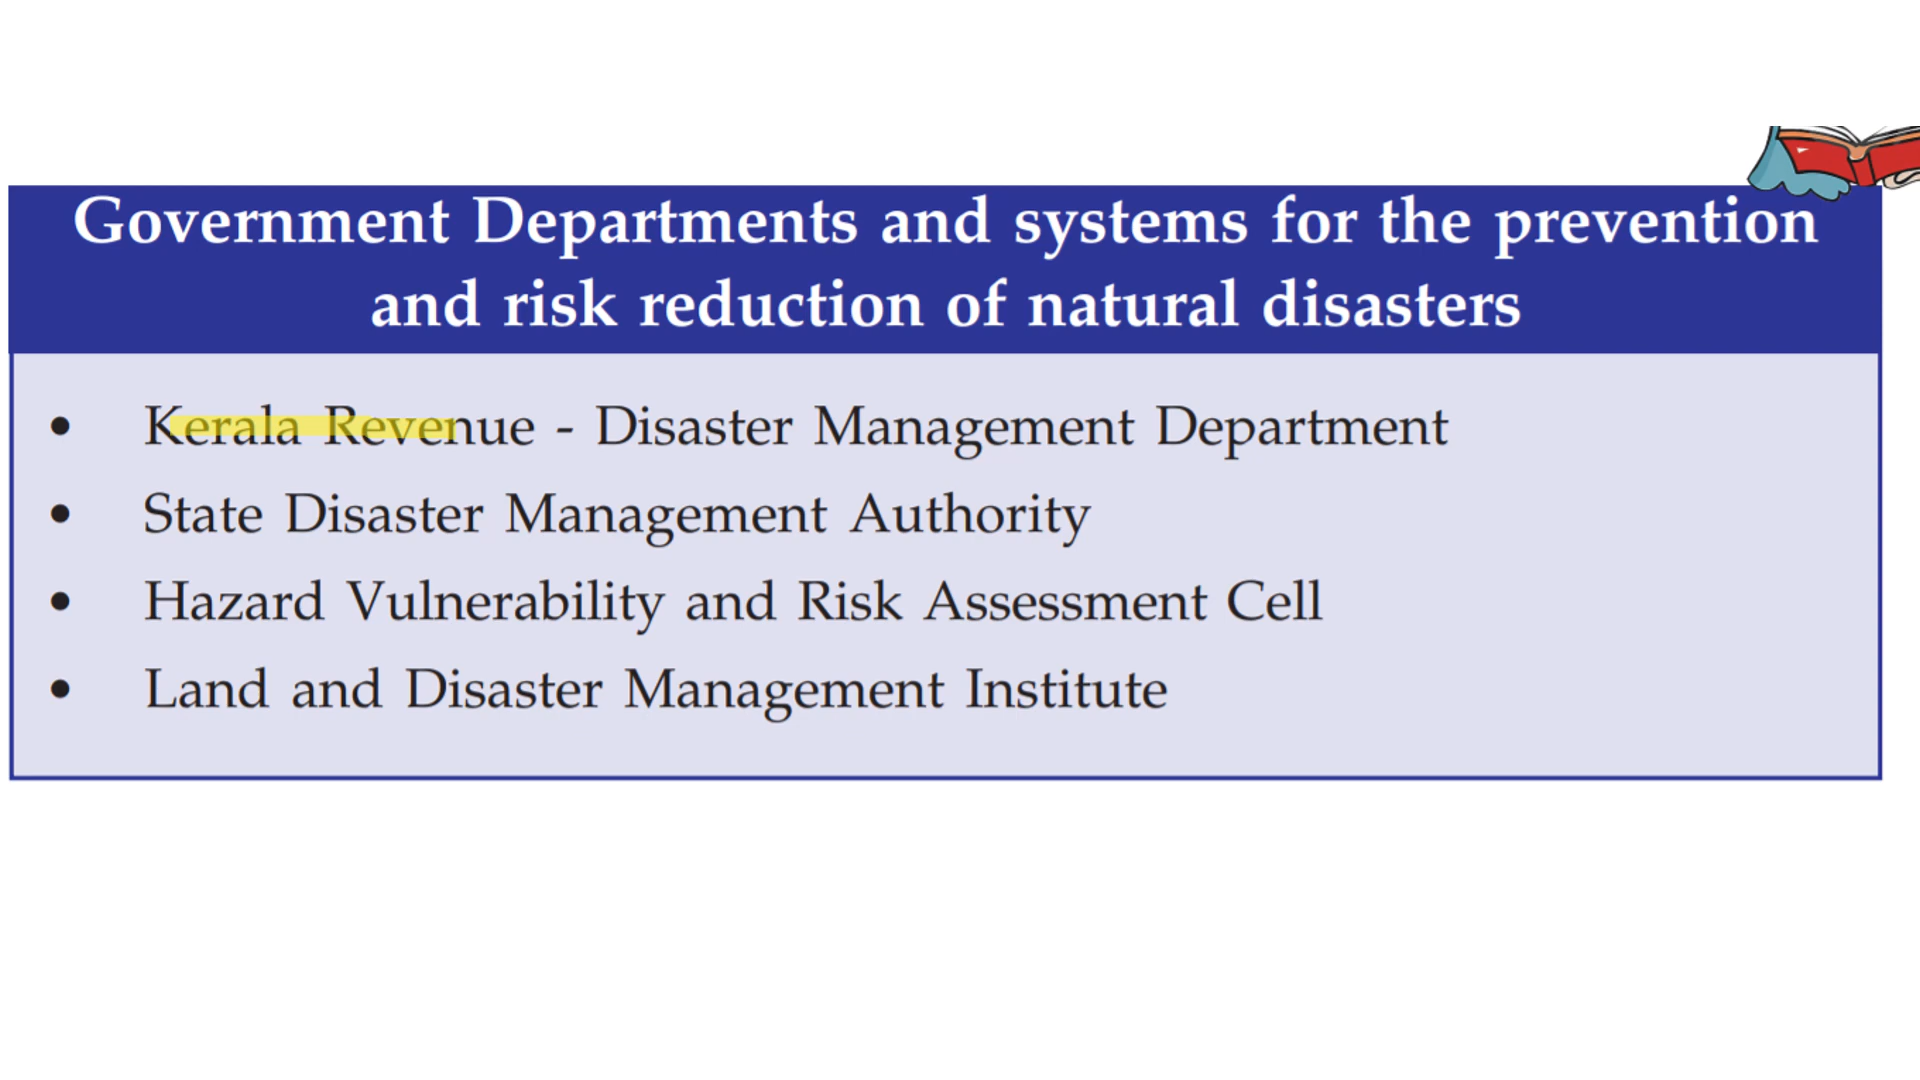 Government Departments and systems for the prevention
and risk reduction of natural disasters
• Kerala Revenue - Disaster Management Department
• State Disaster Management Authority
• Hazard Vulnerability and Risk Assessment Cell
• Land and Disaster Management Institute